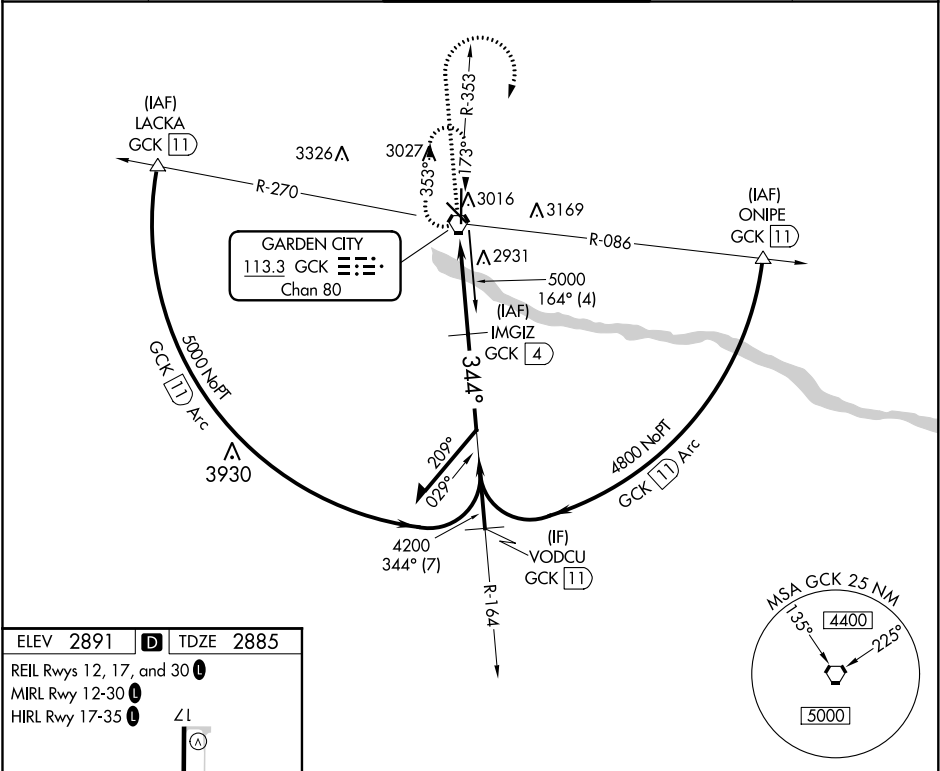 R-353
(IAF)
LACKA
GCK 11
3326
3027
353°
173°
3016
3169
(IAF)
ONIPE
GCK 11
R-270
R-086
GARDEN CITY
113.3 GCK
Chan 80
2931
5000
164° (4)
(IAF)
IMGIZ
GCK 4
344°
5000 NoPT
GCK 11 Arc
4800 NoPT
GCK 11 Arc
3930
209°
029°
4200
344° (7)
(IF)
VODCU
GCK 11
R-164
MSA GCK 25 NM
135°
4400
225°
5000
ELEV 2891 D TDZE 2885
REIL Rwys 12, 17, and 30 L
MIRL Rwy 12-30 L
HIRL Rwy 17-35 L
17